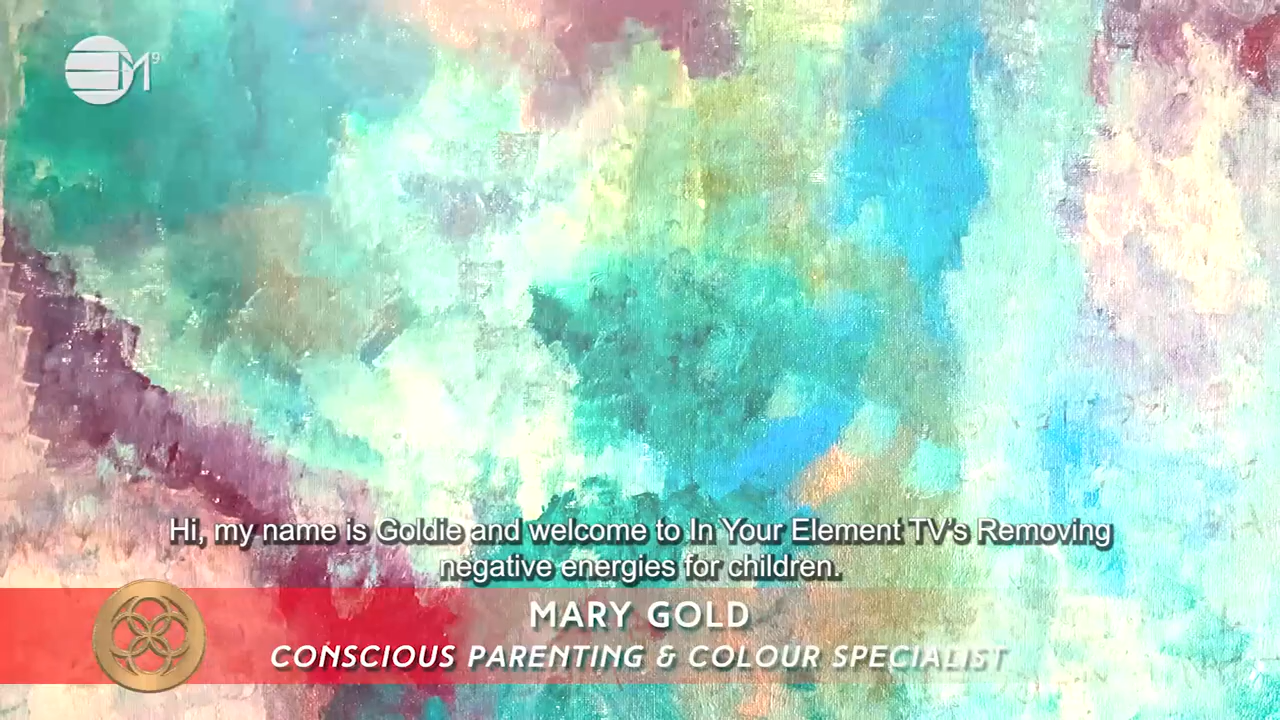 M9
Hi, my name is Goldie and welcome to In Your Element TV's Removing
negative energies for children.
MARY GOLD
CONSCIOUS PARENTING & COLOUR SPECIALIST